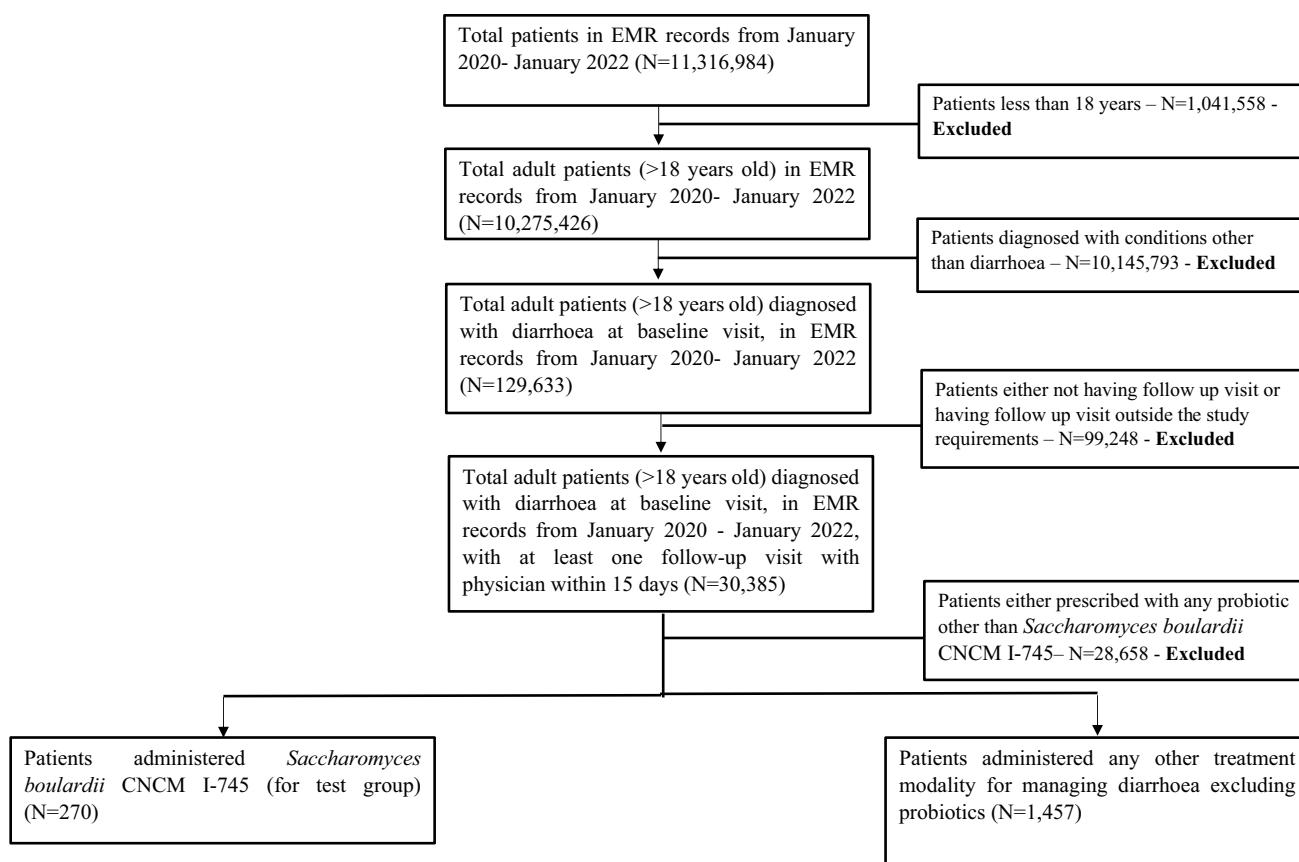 Total patients in EMR records from January
2020- January 2022 (N=11,316,984)
Patients less than 18 years – N=1,041,558 -
Excluded
Total adult patients (>18 years old) in EMR
records from January 2020- January 2022
(N=10,275,426)
Patients diagnosed with conditions other
than diarrhoea – N=10,145,793 - Excluded
Total adult patients (>18 years old) diagnosed
with diarrhoea at baseline visit, in EMR
records from January 2020- January 2022
(N=129,633)
Patients either not having follow up visit or
having follow up visit outside the study
requirements – N=99,248 - Excluded
Total adult patients (>18 years old) diagnosed
with diarrhoea at baseline visit, in EMR
records from January 2020 - January 2022,
with at least one follow-up visit with
physician within 15 days (N=30,385)
Patients either prescribed with any probiotic
other than Saccharomyces boulardii
CNCM I-745– N=28,658 - Excluded
Patients administered Saccharomyces
boulardii CNCM I-745 (for test group)
(N=270)
Patients administered any other treatment
modality for managing diarrhoea excluding
probiotics (N=1,457)